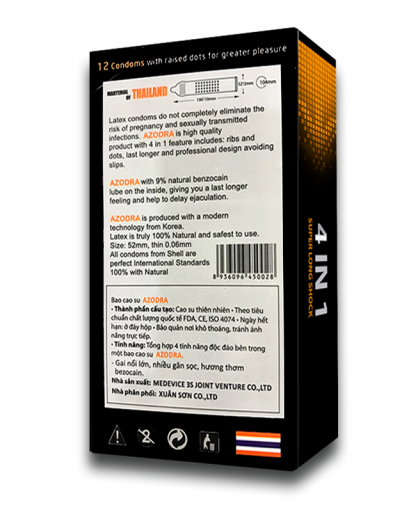 12 Condoms with raised dots for greater pleasure
MARTERIAL OF THAILAND
190±10mm
52±2mm
104mm
Latex condoms do not completely eliminate the
risk of pregnancy and sexually transmitted
infections. AZODRA is high quality
product with 4 in 1 feature includes: ribs and
dots, last longer and professional design avoiding
slips.
AZODRA with 9% natural benzocain
lube on the inside, giving you a last longer
feeling and help to delay ejaculation.
AZODRA is produced with a modern
technology from Korea.
Latex is truly 100% Natural and safest to use.
Size: 52mm, thin 0.06mm
All condoms from Shell are
perfect International Standards
100% with Natural
8 936096 450028
Bao cao su AZODRA
- Thành phần cấu tạo: Cao su thiên nhiên - Theo tiêu
chuẩn chất lượng quốc tế FDA, CE, ISO 4074 - Ngày hết
hạn: ở đáy hộp - Bảo quản nơi khô thoáng, tránh ánh
nắng trực tiếp.
- Tính năng: Tổng hợp 4 tính năng độc đáo bên trong
một bao cao su AZODRA.
- Gai nổi lớn, nhiều gân sọc, hương thơm
bezocain.
Nhà sản xuất: MEDEVICE 3S JOINT VENTURE CO.,LTD
Nhà phân phối: XUÂN SƠN CO.,LTD
4 IN 1
SUPER LONG SHOCK